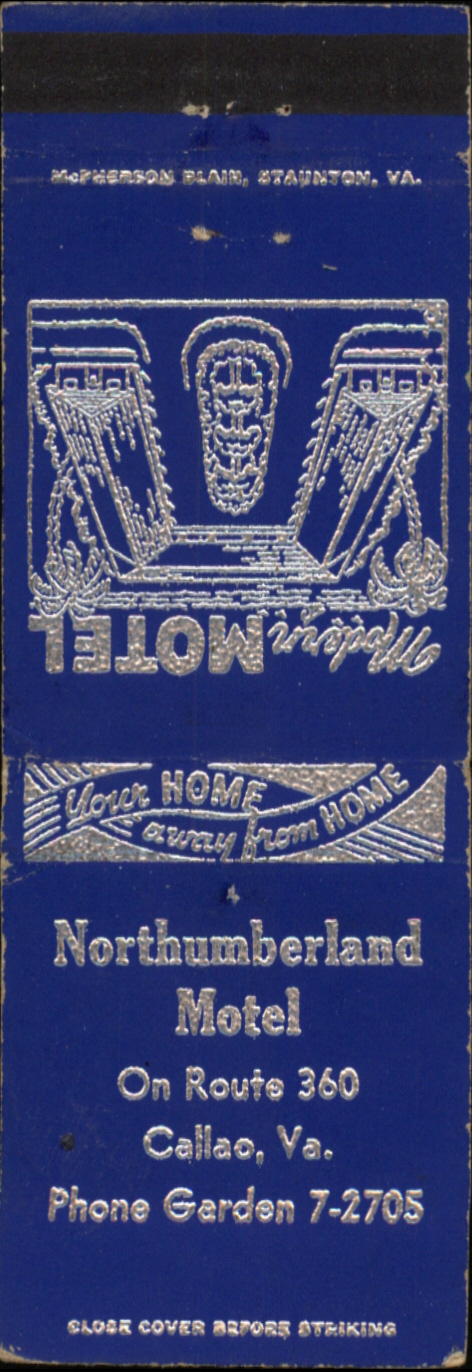 McPHERSON BLAIR, STAUNTON, VA.
Modern MOTEL
Your HOME
away from HOME
Northumberland
Motel
On Route 360
Callao, Va.
Phone Garden 7-2705
CLOSE COVER BEFORE STRIKING